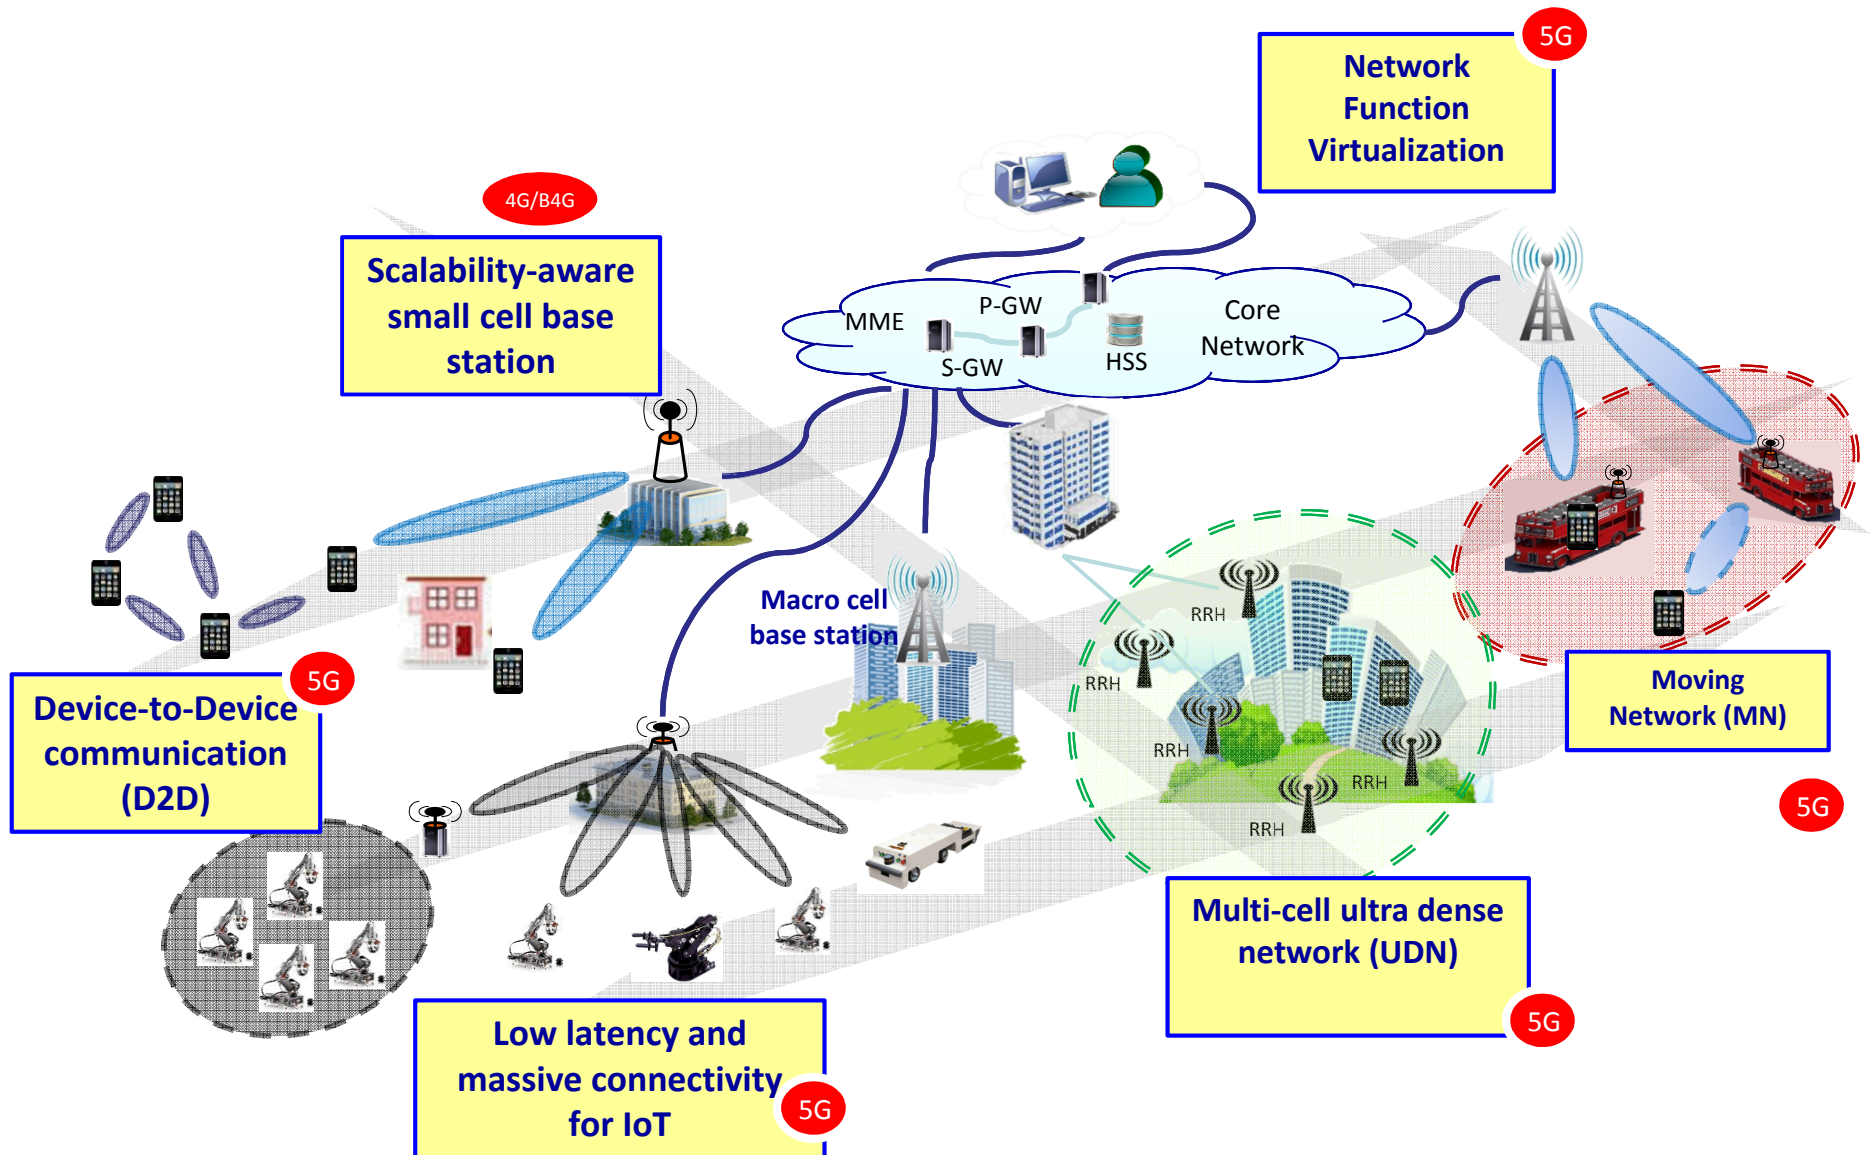 5G
Network
Function
Virtualization
4G/B4G
Scalability-aware
small cell base
station
P-GW
MME
Core
Network
S-GW
HSS
Macro cell
base station
RRH
RRH
RRH
RRH
RRH
5G
Device-to-Device
communication
(D2D)
Moving
Network (MN)
5G
Multi-cell ultra dense
network (UDN)
5G
Low latency and
massive connectivity
for IoT
5G